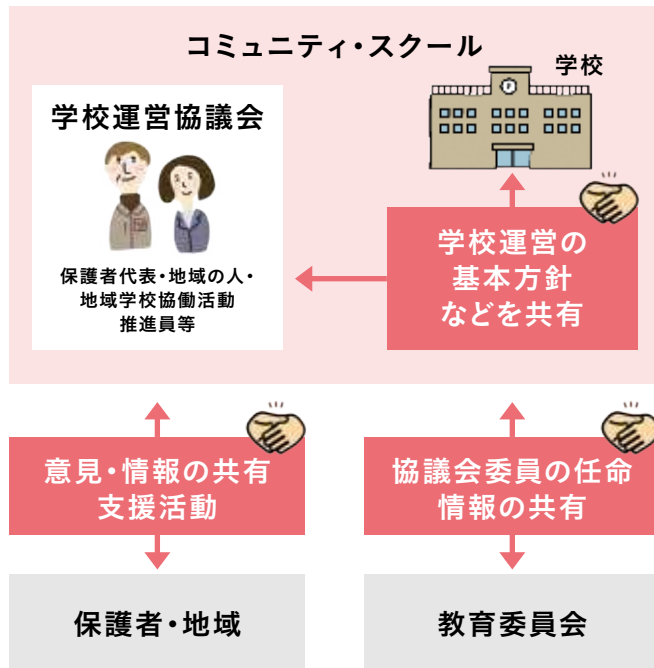 コミュニティ・スクール
学校
学校運営協議会
保護者代表・地域の人・
地域学校協働活動
推進員等
学校運営の
基本方針
などを共有
意見・情報の共有
支援活動
協議会委員の任命
情報の共有
保護者・地域
教育委員会